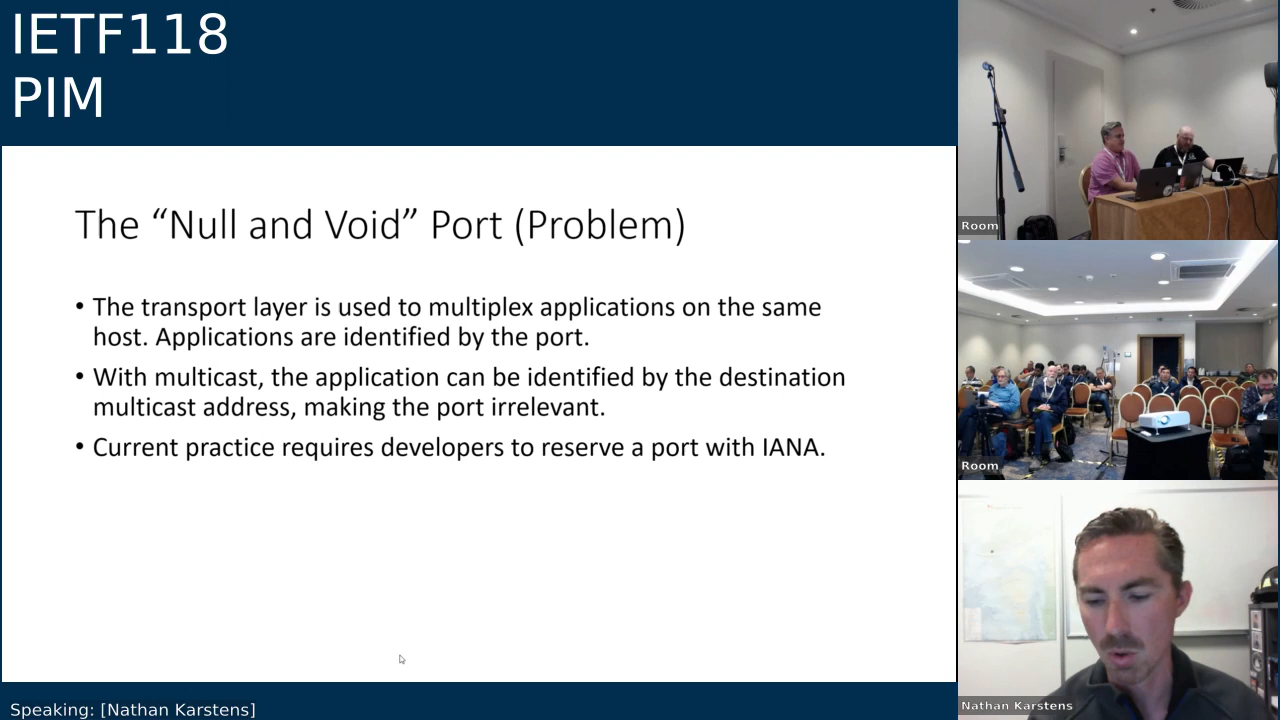 IETF118
PIM
The “Null and Void” Port (Problem)
• The transport layer is used to multiplex applications on the same
host. Applications are identified by the port.
• With multicast, the application can be identified by the destination
multicast address, making the port irrelevant.
• Current practice requires developers to reserve a port with IANA.
Speaking: [Nathan Karstens]
Room
Room
Nathan Karstens